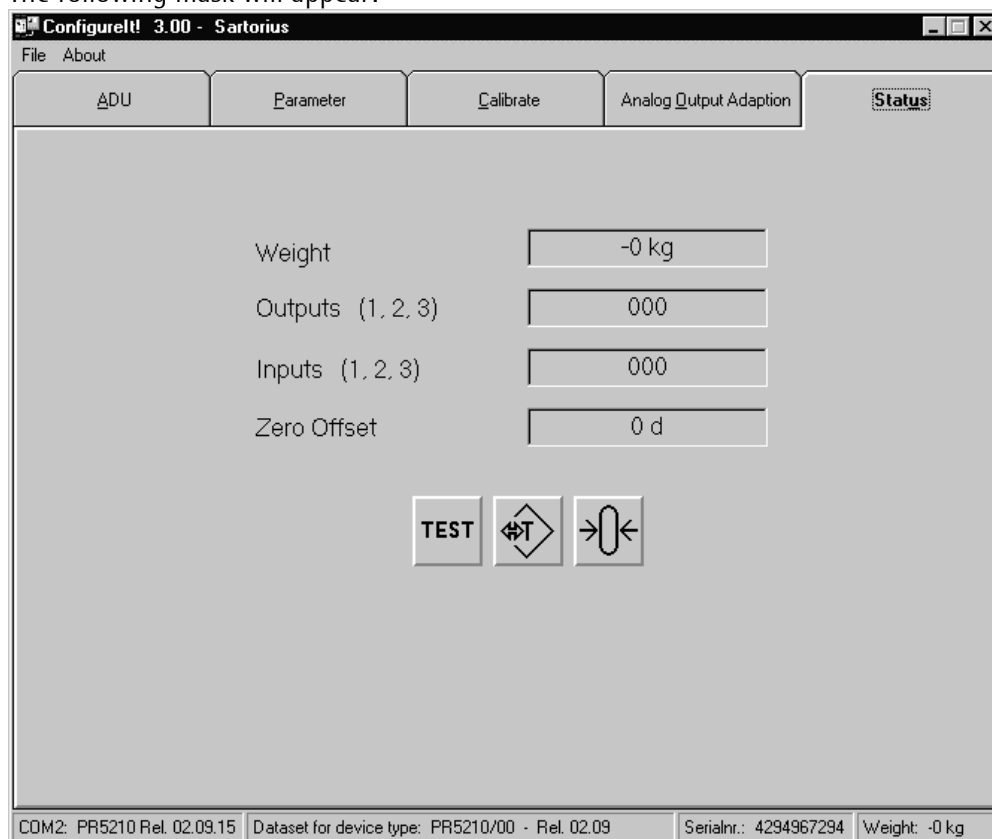 The following mask will appear:
ConfigureIt! 3.00 - Sartorius
File About
ADU Parameter Calibrate Analog Output Adaption Status
Weight -0 kg
Outputs (1, 2, 3) 000
Inputs (1, 2, 3) 000
Zero Offset 0 d
TEST T
COM2: PR5210 Rel. 02.09.15 Dataset for device type: PR5210/00 - Rel. 02.09 Serialnr.: 4294967294 Weight: -0 kg